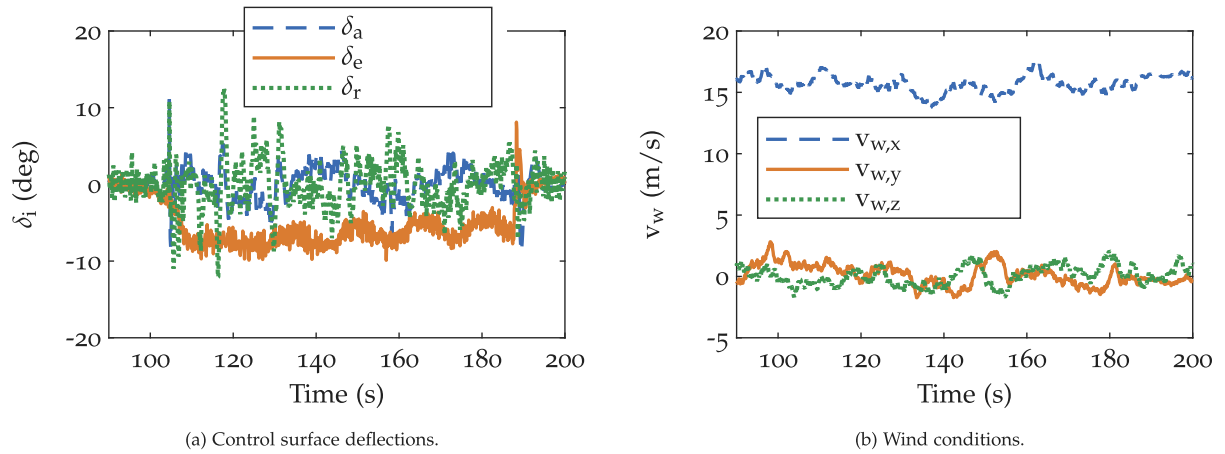 20
10
0
-10
-20
δi (deg)
δa
δe
δr
100 120 140 160 180 200
Time (s)
(a) Control surface deflections.
20
15
10
5
0
-5
vw (m/s)
vw,x
vw,y
vw,z
100 120 140 160 180 200
Time (s)
(b) Wind conditions.